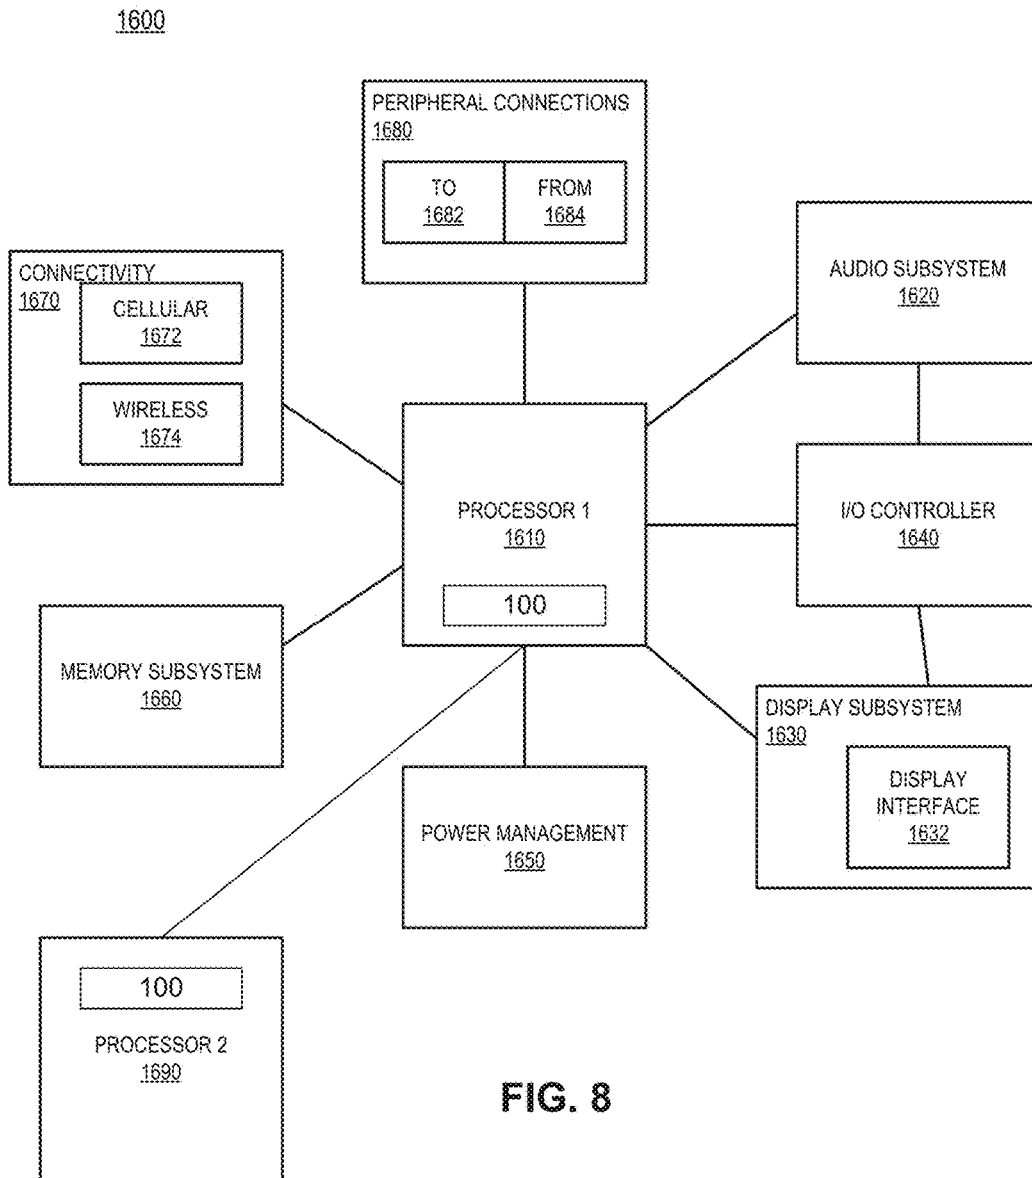 1600
PERIPHERAL CONNECTIONS
1680
TO
1682
FROM
1684
CONNECTIVITY
1670
CELLULAR
1672
WIRELESS
1674
AUDIO SUBSYSTEM
1620
PROCESSOR 1
1610
100
I/O CONTROLLER
1640
MEMORY SUBSYSTEM
1660
DISPLAY SUBSYSTEM
1630
DISPLAY
INTERFACE
1632
POWER MANAGEMENT
1650
100
PROCESSOR 2
1690
FIG. 8